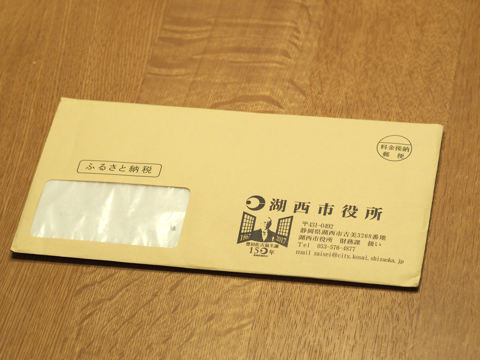 料金後納
郵便
ふるさと納税
湖西市役所
〒431-0492
静岡県湖西市吉美3268番地
湖西市役所 財務課 扱い
Tel 053-576-4877
150年